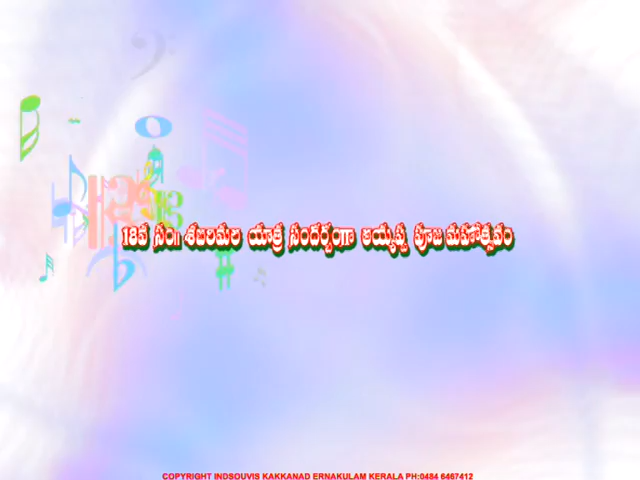 18వ సం॥ శబరిమల యాత్ర సందర్భంగా అయ్యప్ప పూజ మహోత్సవం
COPYRIGHT INDSOUVIS KAKKANAD ERNAKULAM KERALA PH:0484 6467412